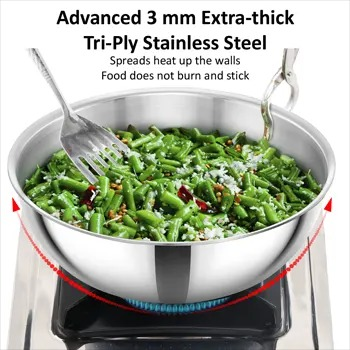 Advanced 3 mm Extra-thick
Tri-Ply Stainless Steel
Spreads heat up the walls
Food does not burn and stick